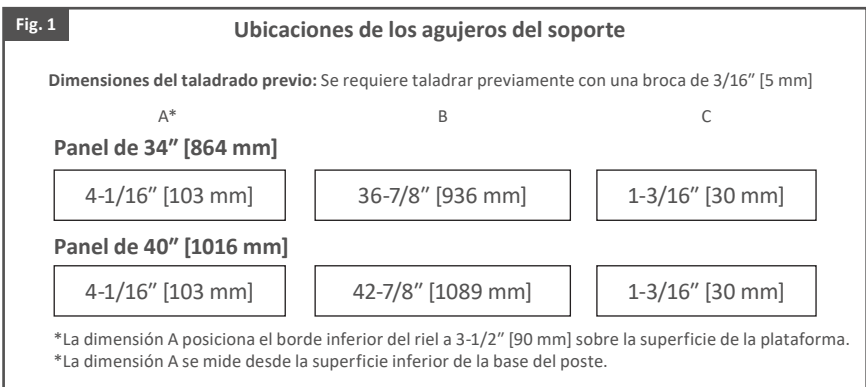 Fig. 1
Ubicaciones de los agujeros del soporte
Dimensiones del taladrado previo: Se requiere taladrar previamente con una broca de 3/16″ [5 mm]
A* B C
Panel de 34″ [864 mm]
4-1/16″ [103 mm] 36-7/8″ [936 mm] 1-3/16″ [30 mm]
Panel de 40″ [1016 mm]
4-1/16″ [103 mm] 42-7/8″ [1089 mm] 1-3/16″ [30 mm]
*La dimensión A posiciona el borde inferior del riel a 3-1/2″ [90 mm] sobre la superficie de la plataforma.
*La dimensión A se mide desde la superficie inferior de la base del poste.